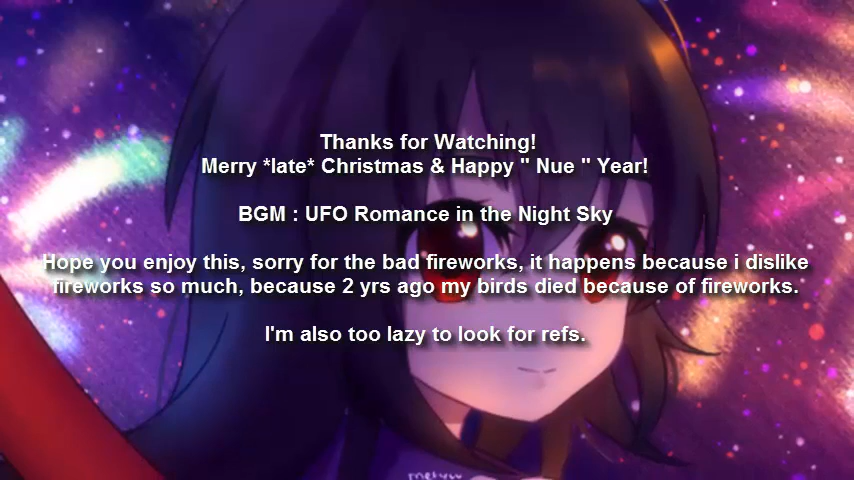 Thanks for Watching!
Merry *late* Christmas & Happy " Nue " Year!
BGM : UFO Romance in the Night Sky
Hope you enjoy this, sorry for the bad fireworks, it happens because i dislike
fireworks so much, because 2 yrs ago my birds died because of fireworks.
I'm also too lazy to look for refs.